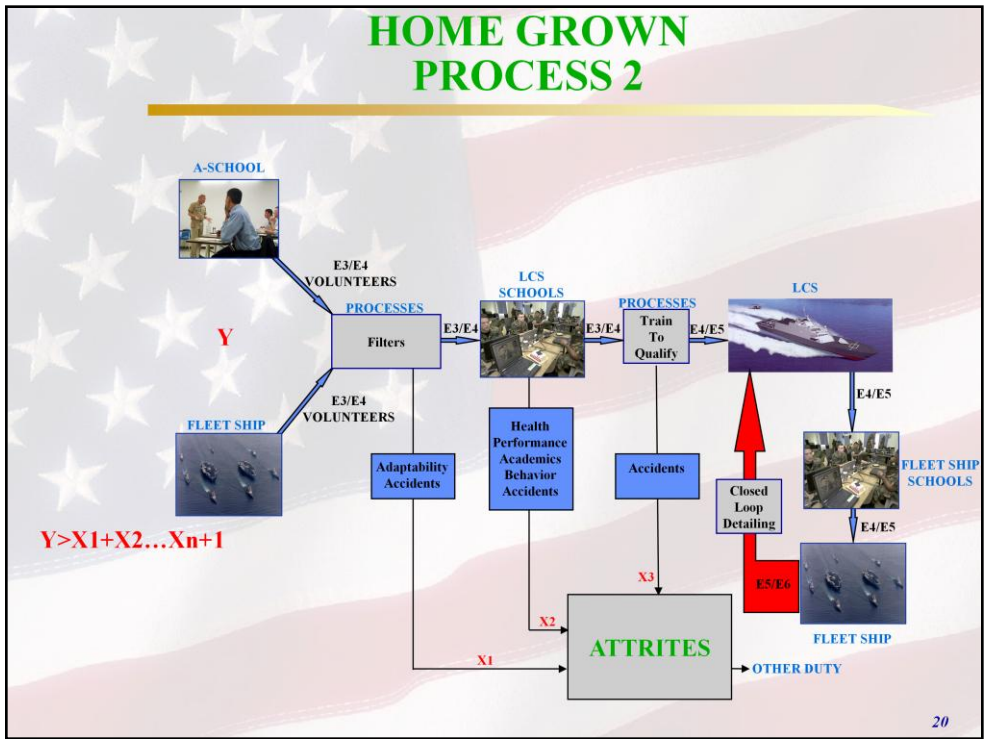 HOME GROWN
PROCESS 2
A-SCHOOL
E3/E4
VOLUNTEERS
PROCESSES
Filters
Y
E3/E4
VOLUNTEERS
FLEET SHIP
Y>X1+X2…Xn+1
E3/E4
LCS
SCHOOLS
E3/E4
PROCESSES
Train
To
Qualify
E4/E5
LCS
E4/E5
FLEET SHIP
SCHOOLS
E4/E5
FLEET SHIP
E5/E6
Closed
Loop
Detailing
Adaptability
Accidents
Health
Performance
Academics
Behavior
Accidents
Accidents
X1
X2
X3
ATTRITES
OTHER DUTY
20